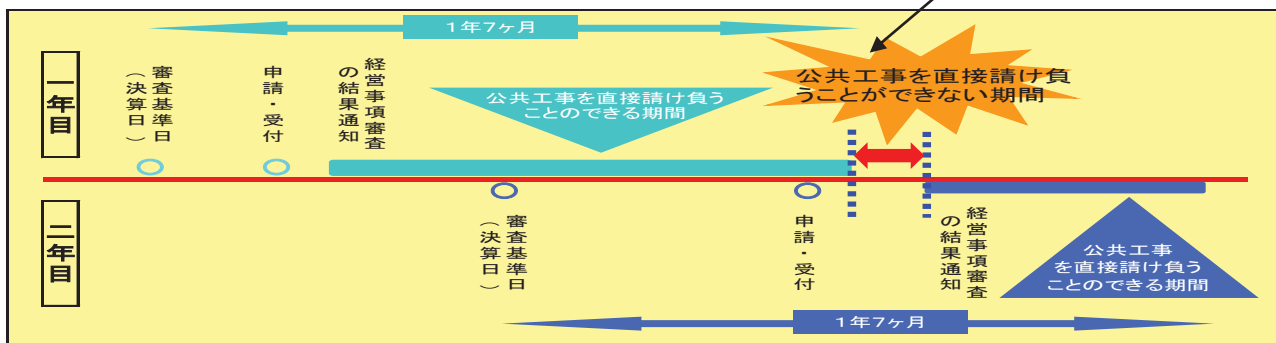 1年7ヶ月
一年目
審査基準日
（決算日）
申請・受付
経営事項審査
の結果通知
公共工事を直接請け負う
ことのできる期間
公共工事を直接請け負
うことができない期間
二年目
審査基準日
（決算日）
申請・受付
経営事項審査
の結果通知
公共工事
を直接請け負う
ことのできる期間
1年7ヶ月